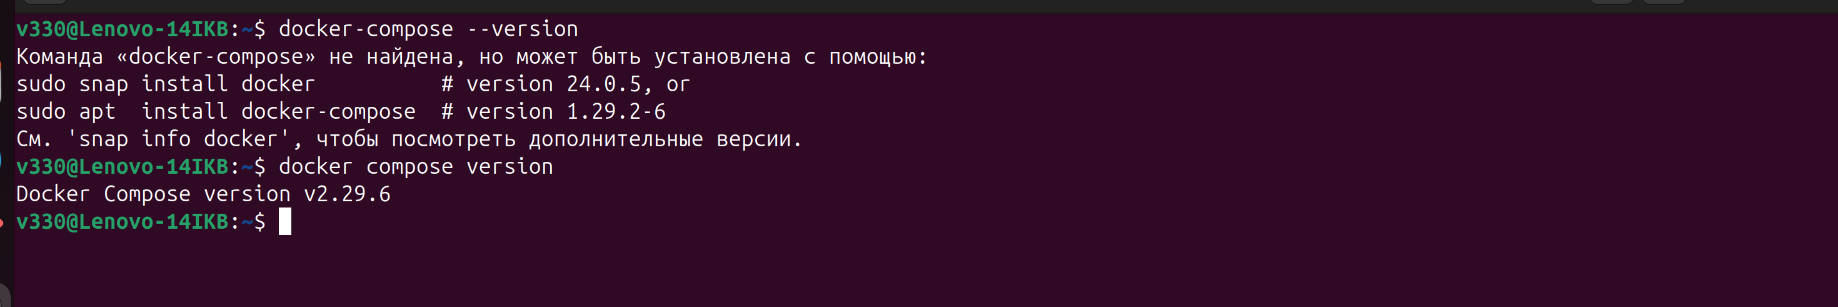 v330@Lenovo-14IKB:~$ docker-compose --version
Команда «docker-compose» не найдена, но может быть установлена с помощью:
sudo snap install docker          # version 24.0.5, or
sudo apt  install docker-compose  # version 1.29.2-6
См. 'snap info docker', чтобы посмотреть дополнительные версии.
v330@Lenovo-14IKB:~$ docker compose version
Docker Compose version v2.29.6
v330@Lenovo-14IKB:~$